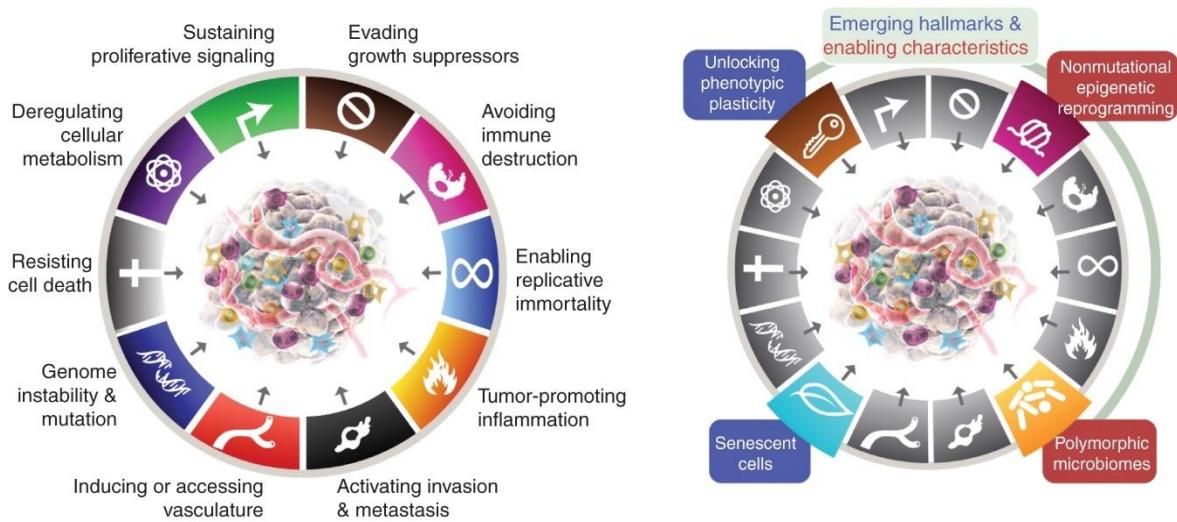 Sustaining
proliferative signaling
Evading
growth suppressors
Deregulating
cellular
metabolism
Avoiding
immune
destruction
Resisting
cell death
Enabling
replicative
immortality
Genome
instability &
mutation
Tumor-promoting
inflammation
Inducing or accessing
vasculature
Activating invasion
& metastasis
Emerging hallmarks &
enabling characteristics
Unlocking
phenotypic
plasticity
Nonmutational
epigenetic
reprogramming
Senescent
cells
Polymorphic
microbiomes